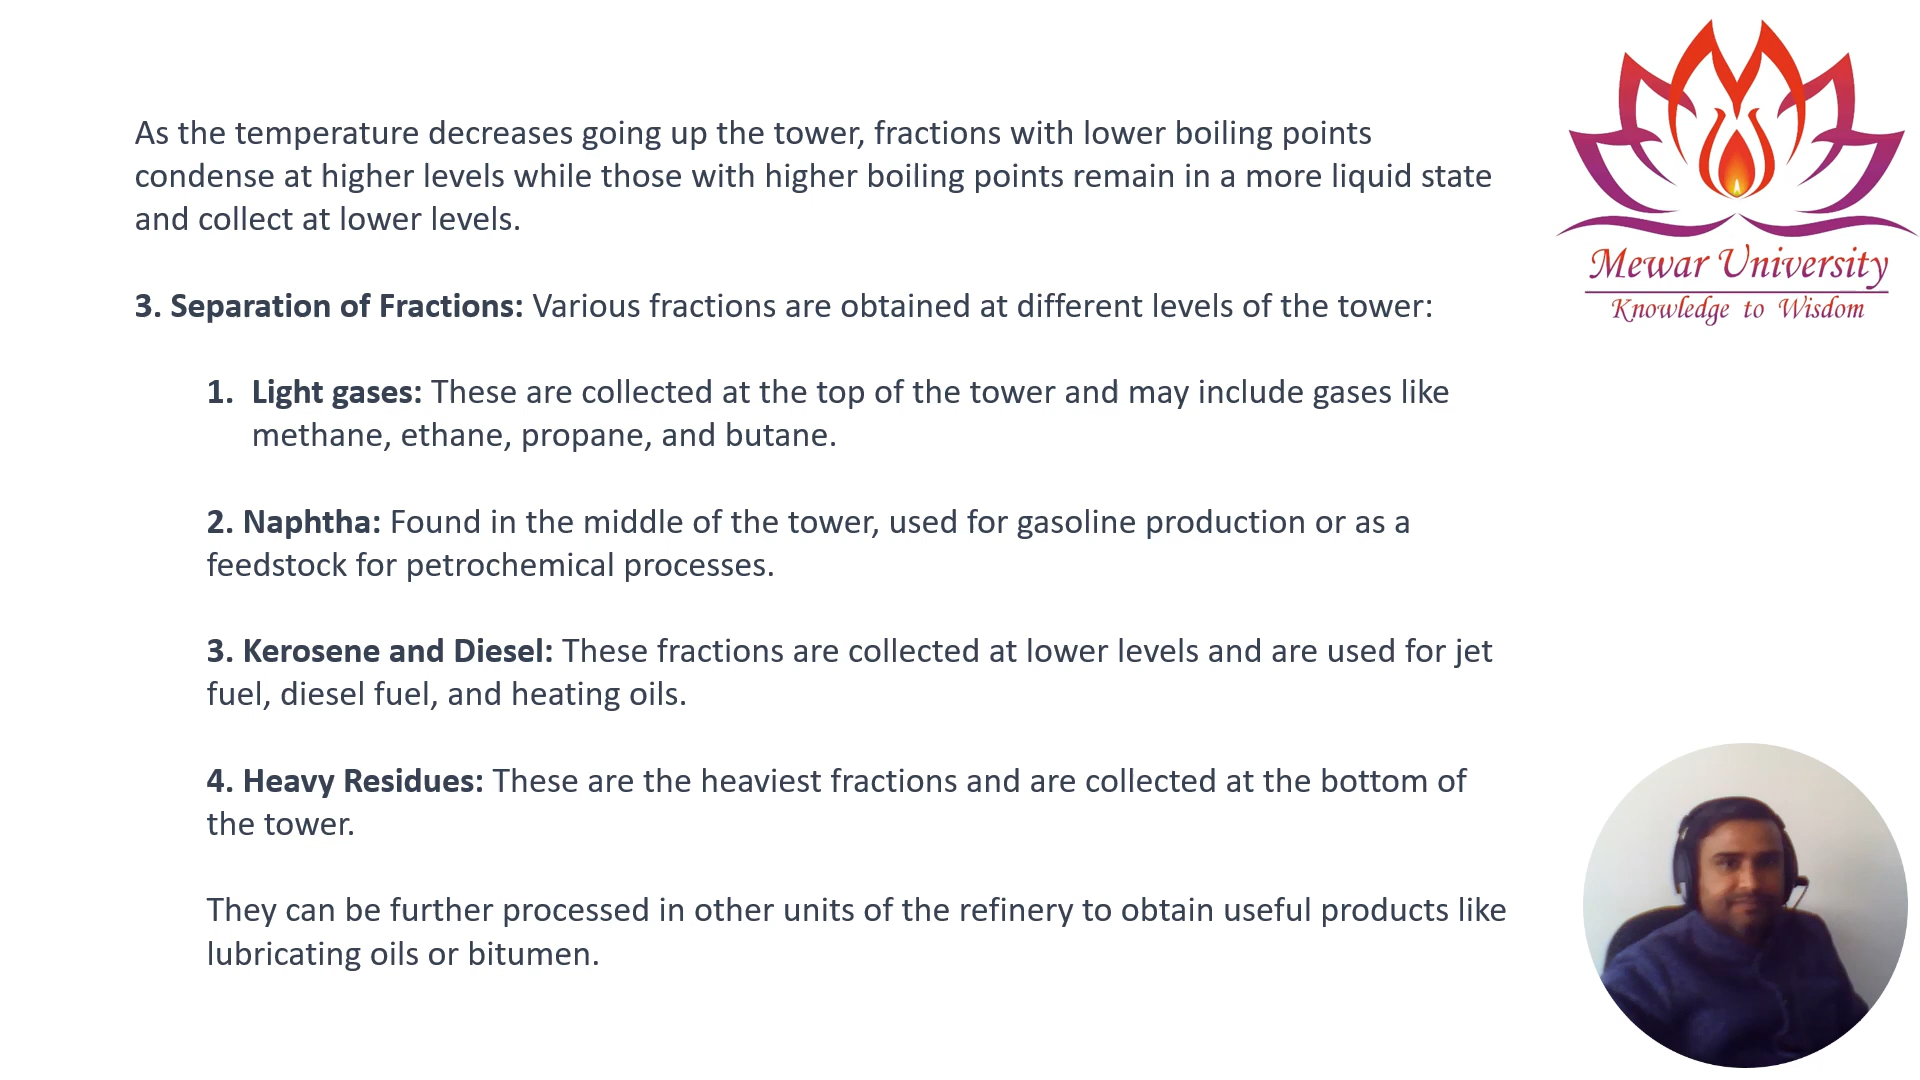 As the temperature decreases going up the tower, fractions with lower boiling points
condense at higher levels while those with higher boiling points remain in a more liquid state
and collect at lower levels.
3. Separation of Fractions: Various fractions are obtained at different levels of the tower:
1. Light gases: These are collected at the top of the tower and may include gases like
methane, ethane, propane, and butane.
2. Naphtha: Found in the middle of the tower, used for gasoline production or as a
feedstock for petrochemical processes.
3. Kerosene and Diesel: These fractions are collected at lower levels and are used for jet
fuel, diesel fuel, and heating oils.
4. Heavy Residues: These are the heaviest fractions and are collected at the bottom of
the tower.
They can be further processed in other units of the refinery to obtain useful products like
lubricating oils or bitumen.
Mewar University
Knowledge to Wisdom